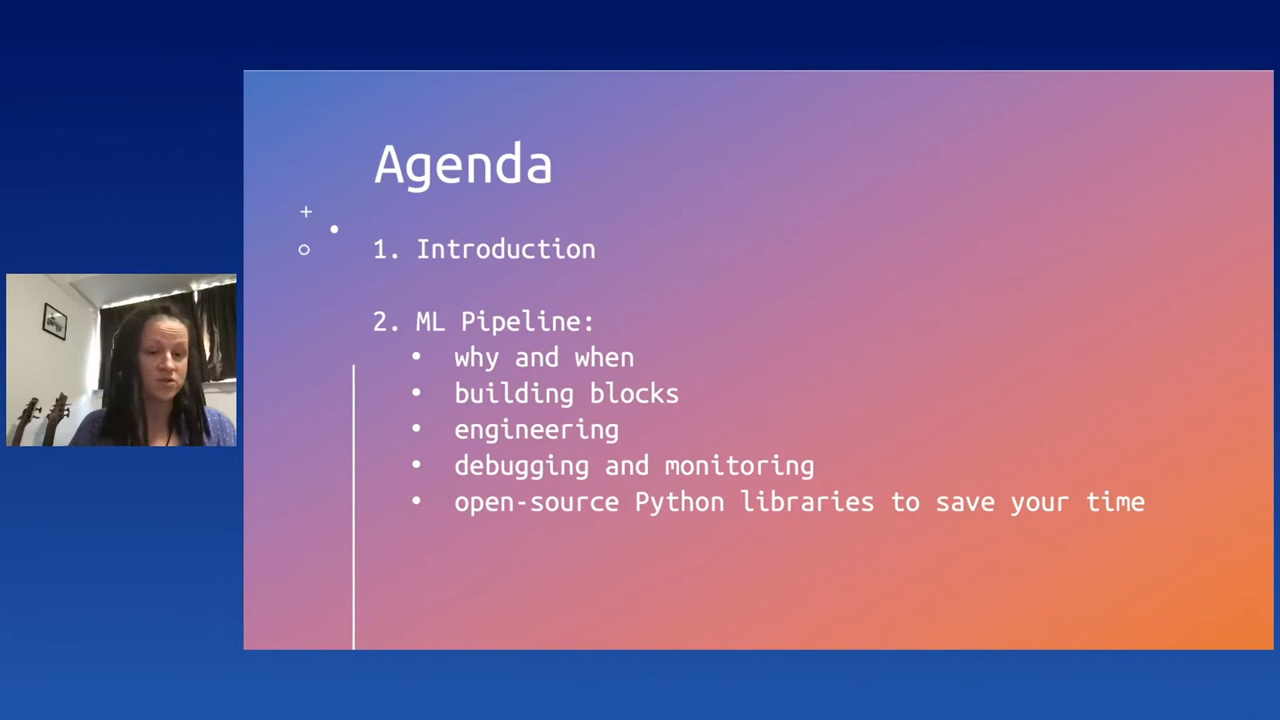 Agenda
1. Introduction
2. ML Pipeline:
• why and when
• building blocks
• engineering
• debugging and monitoring
• open-source Python libraries to save your time